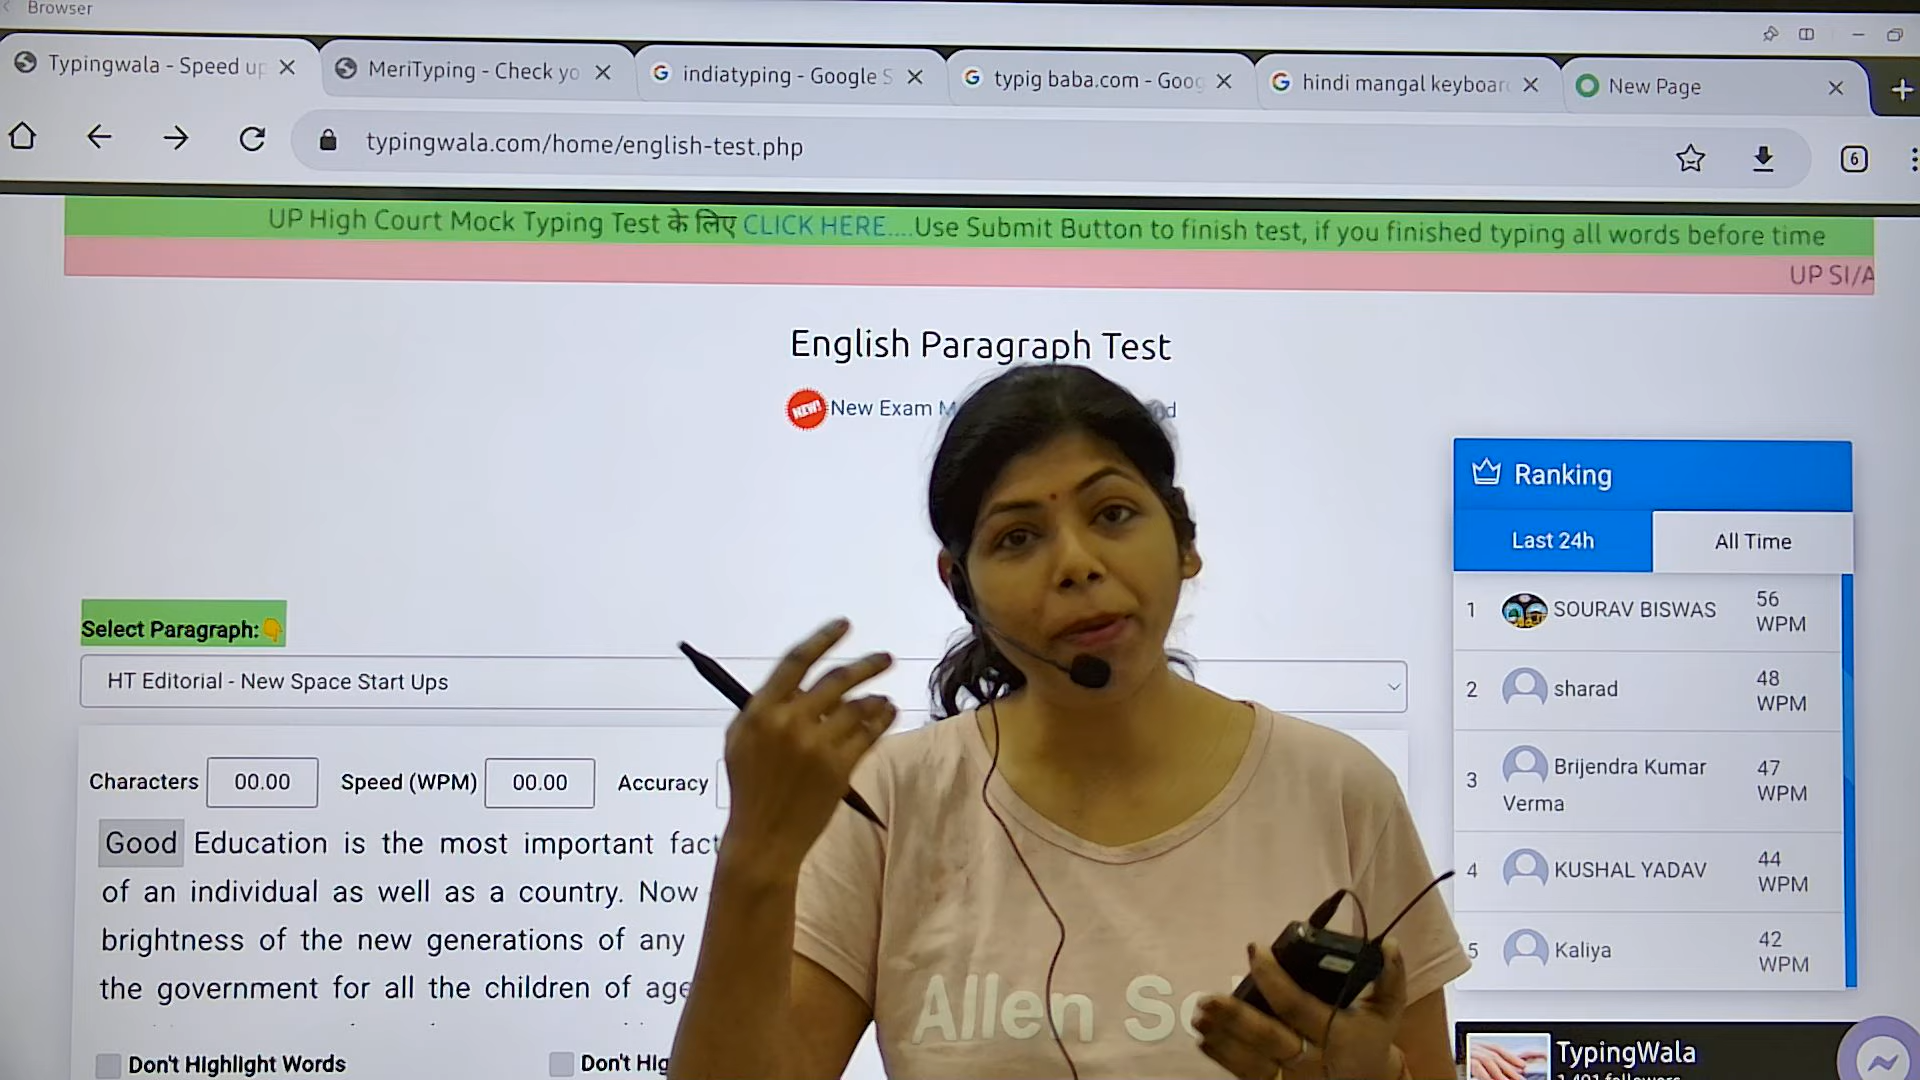 Browser
Typingwala - Speed up
MeriTyping - Check yo
indiatyping - Google S
typig baba.com - Goog
hindi mangal keyboar
New Page
typingwala.com/home/english-test.php
6
UP High Court Mock Typing Test के लिए CLICK HERE....Use Submit Button to finish test, if you finished typing all words before time
UP SI/A
English Paragraph Test
NEW! New Exam M
Ranking
Last 24h All Time
1 SOURAV BISWAS 56 WPM
2 sharad 48 WPM
3 Brijendra Kumar Verma 47 WPM
4 KUSHAL YADAV 44 WPM
5 Kaliya 42 WPM
Select Paragraph:
HT Editorial - New Space Start Ups
Characters 00.00 Speed (WPM) 00.00 Accuracy
Good Education is the most important fact
of an individual as well as a country. Now
brightness of the new generations of any
the government for all the children of age
Don't Highlight Words Don't Hig
Allen So
TypingWala